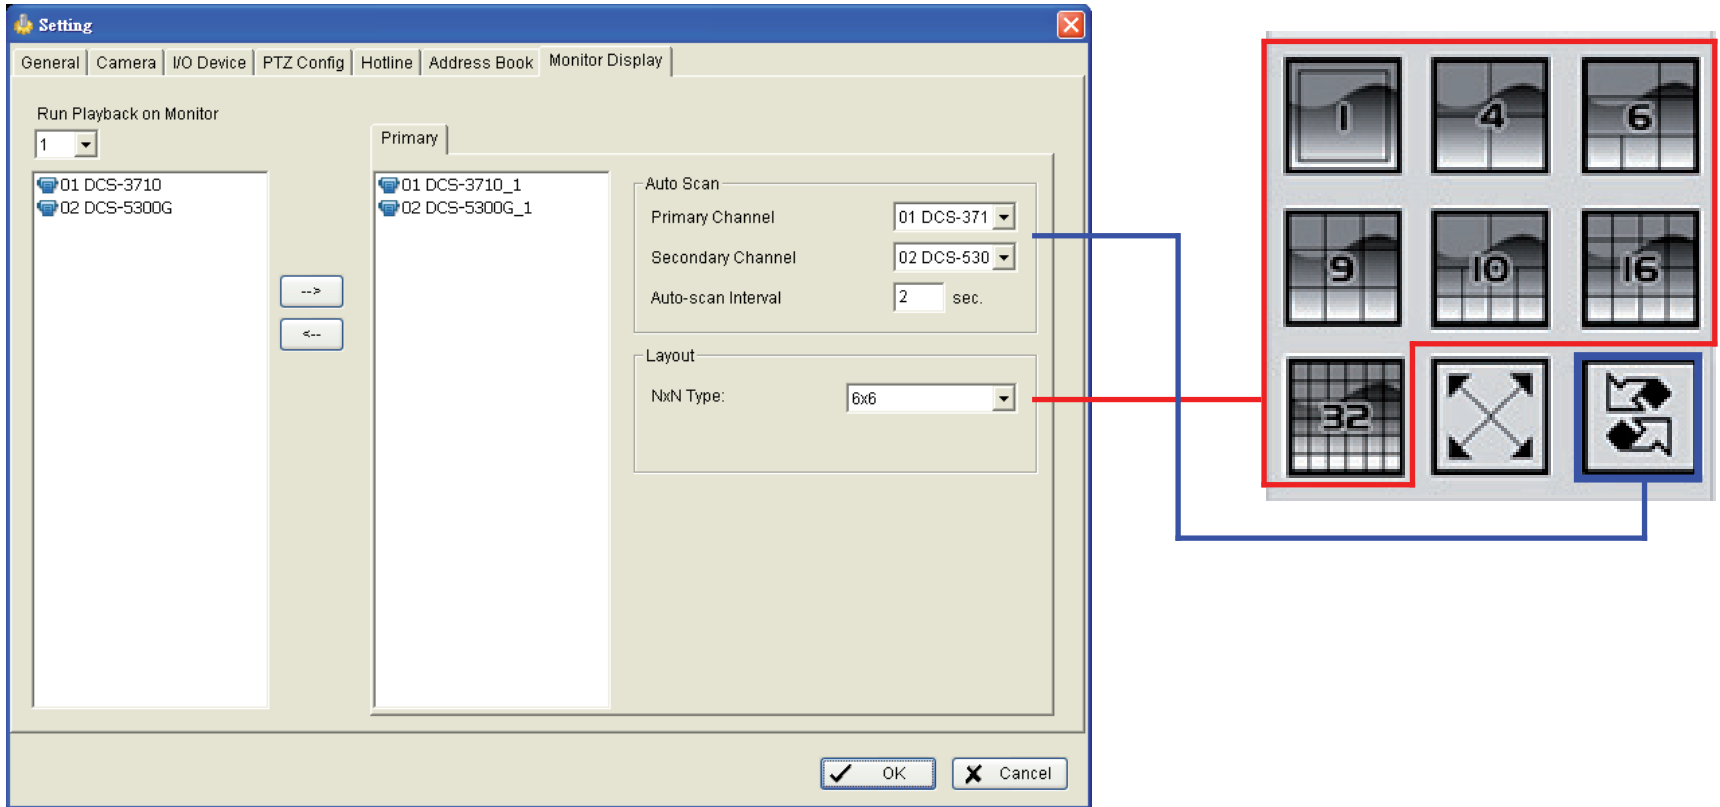 Setting
General Camera I/O Device PTZ Config Hotline Address Book Monitor Display
Run Playback on Monitor
1
01 DCS-3710
02 DCS-5300G
-->
<--
Primary
01 DCS-3710_1
02 DCS-5300G_1
Auto Scan
Primary Channel 01 DCS-371
Secondary Channel 02 DCS-530
Auto-scan Interval 2 sec.
Layout
NxN Type: 6x6
OK Cancel
1 4 6
9 10 16
32